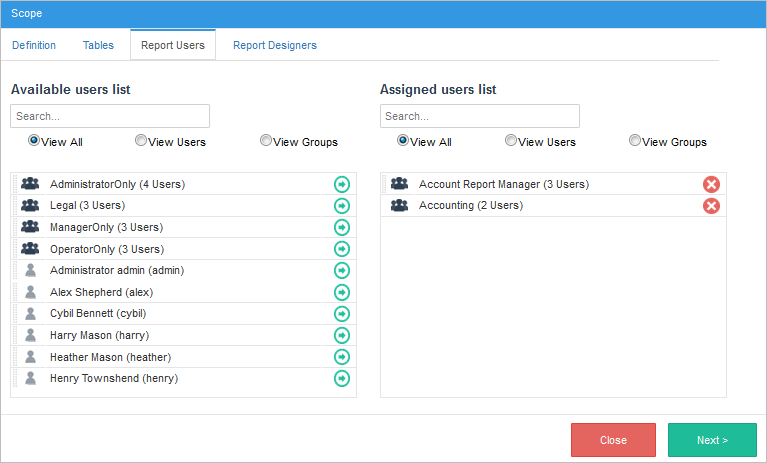 Scope
Definition Tables Report Users Report Designers
Available users list
Search...
View All View Users View Groups
AdministratorOnly (4 Users)
Legal (3 Users)
ManagerOnly (3 Users)
OperatorOnly (3 Users)
Administrator admin (admin)
Alex Shepherd (alex)
Cybil Bennett (cybil)
Harry Mason (harry)
Heather Mason (heather)
Henry Townshend (henry)
Assigned users list
Search...
View All View Users View Groups
Account Report Manager (3 Users)
Accounting (2 Users)
Close Next >